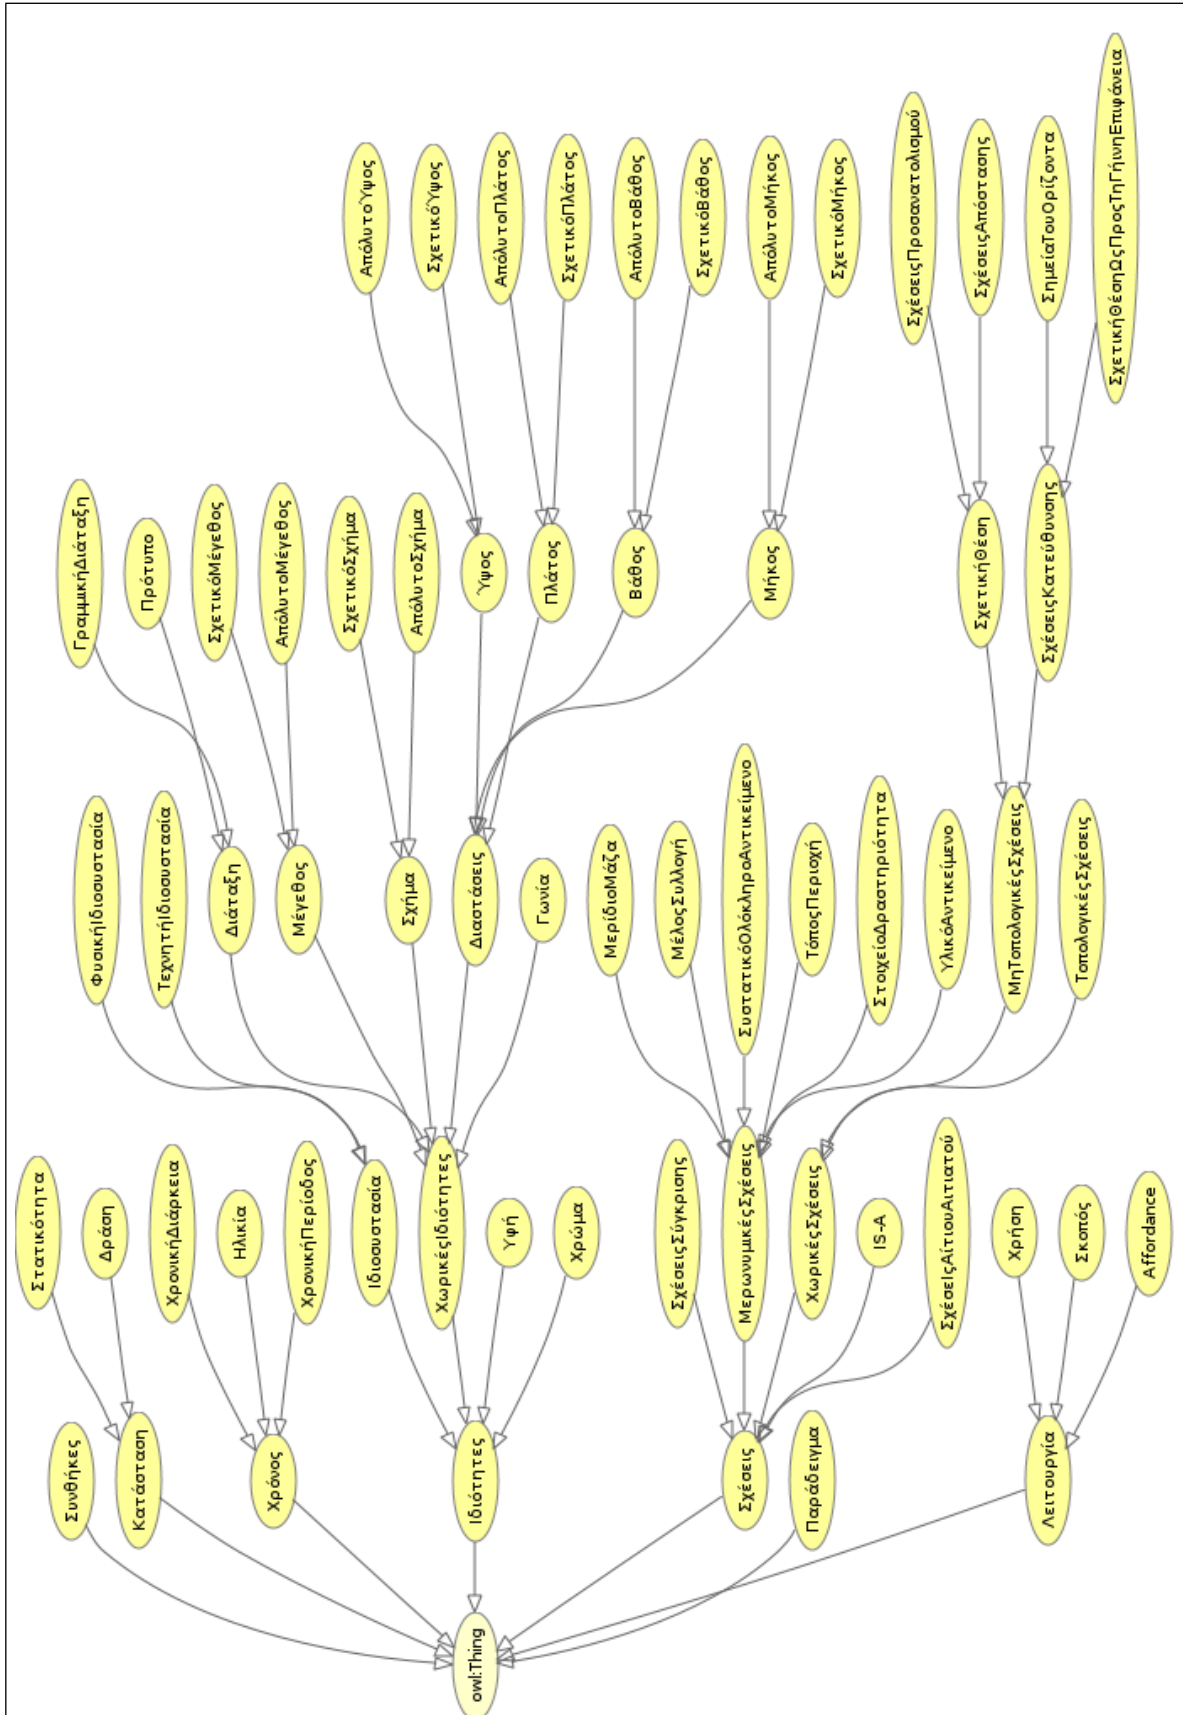 owl:Thing
Συνθήκες
Κατάσταση
Χρόνος
Ιδιότητες
Σχέσεις
Παράδειγμα
Λειτουργία
Στατικότητα
Δράση
ΧρονικήΔιάρκεια
Ηλικία
ΧρονικήΠερίοδος
Ιδιοσυστασία
ΧωρικέςΙδιότητες
Υφή
Χρώμα
ΣχέσειςΣύγκρισης
ΜερωνυμικέςΣχέσεις
ΧωρικέςΣχέσεις
IS-A
ΣχέσειςΑίτιουΑιτιατού
Χρήση
Σκοπός
Affordance
ΦυσικήΙδιοσυστασία
ΤεχνητήΙδιοσυστασία
Διάταξη
Μέγεθος
Σχήμα
Διαστάσεις
Γωνία
ΜερίδιοΜάζα
ΜέλοςΣυλλογή
ΣυστατικόΟλόκληροΑντικείμενο
ΤόποςΠεριοχή
ΣτοιχείοΔραστηριότητα
ΥλικόΑντικείμενο
ΜηΤοπολογικέςΣχέσεις
ΤοπολογικέςΣχέσεις
ΓραμμικήΔιάταξη
Πρότυπο
ΣχετικόΜέγεθος
ΑπόλυτοΜέγεθος
ΣχετικόΣχήμα
ΑπόλυτοΣχήμα
Ύψος
Πλάτος
Βάθος
Μήκος
ΣχετικήΘέση
ΣχέσειςΚατεύθυνσης
ΑπόλυτοΎψος
ΣχετικόΎψος
ΑπόλυτοΠλάτος
ΣχετικόΠλάτος
ΑπόλυτοΒάθος
ΣχετικόΒάθος
ΑπόλυτοΜήκος
ΣχετικόΜήκος
ΣχέσειςΠροσανατολισμού
ΣχέσειςΑπόστασης
ΣημείαΤουΟρίζοντα
ΣχετικήΘέσηΩςΠροςΤηΓήινηΕπιφάνεια